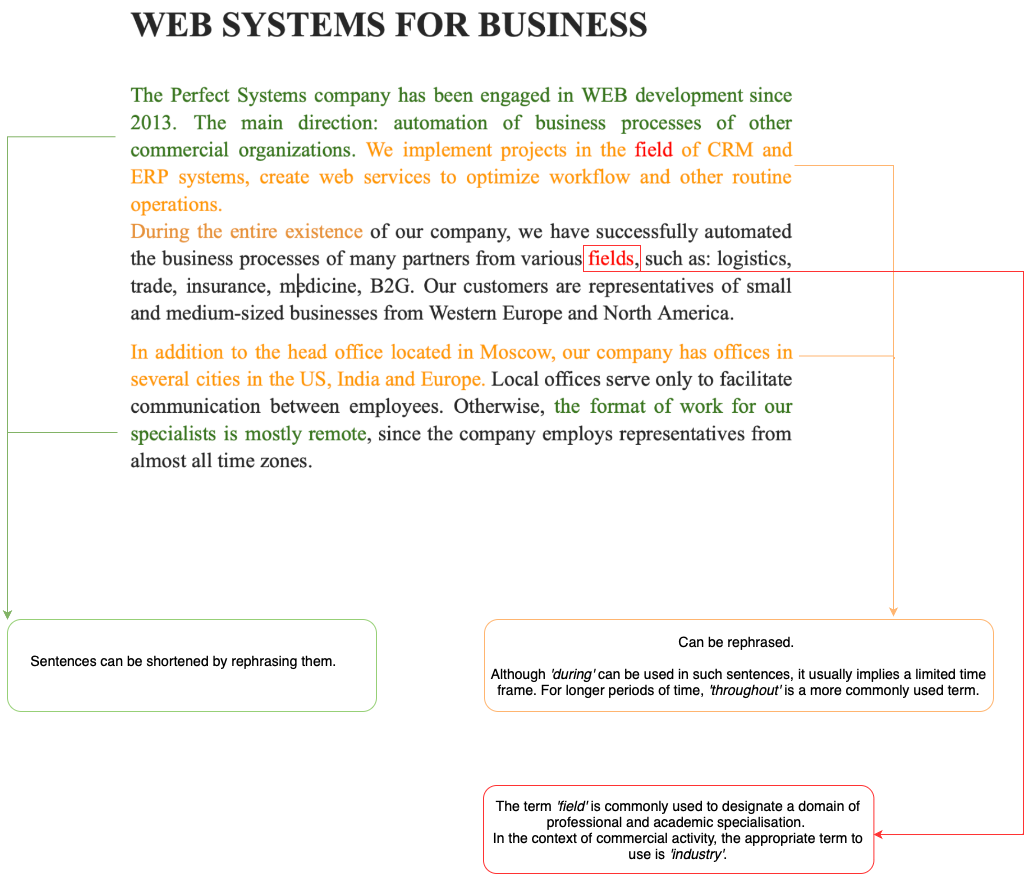 WEB SYSTEMS FOR BUSINESS
The Perfect Systems company has been engaged in WEB development since
2013. The main direction: automation of business processes of other
commercial organizations. We implement projects in the field of CRM and
ERP systems, create web services to optimize workflow and other routine
operations.
During the entire existence of our company, we have successfully automated
the business processes of many partners from various fields, such as: logistics,
trade, insurance, medicine, B2G. Our customers are representatives of small
and medium-sized businesses from Western Europe and North America.
In addition to the head office located in Moscow, our company has offices in
several cities in the US, India and Europe. Local offices serve only to facilitate
communication between employees. Otherwise, the format of work for our
specialists is mostly remote, since the company employs representatives from
almost all time zones.
Sentences can be shortened by rephrasing them.
Can be rephrased.
Although 'during' can be used in such sentences, it usually implies a limited time
frame. For longer periods of time, 'throughout' is a more commonly used term.
The term 'field' is commonly used to designate a domain of
professional and academic specialisation.
In the context of commercial activity, the appropriate term to
use is 'industry'.